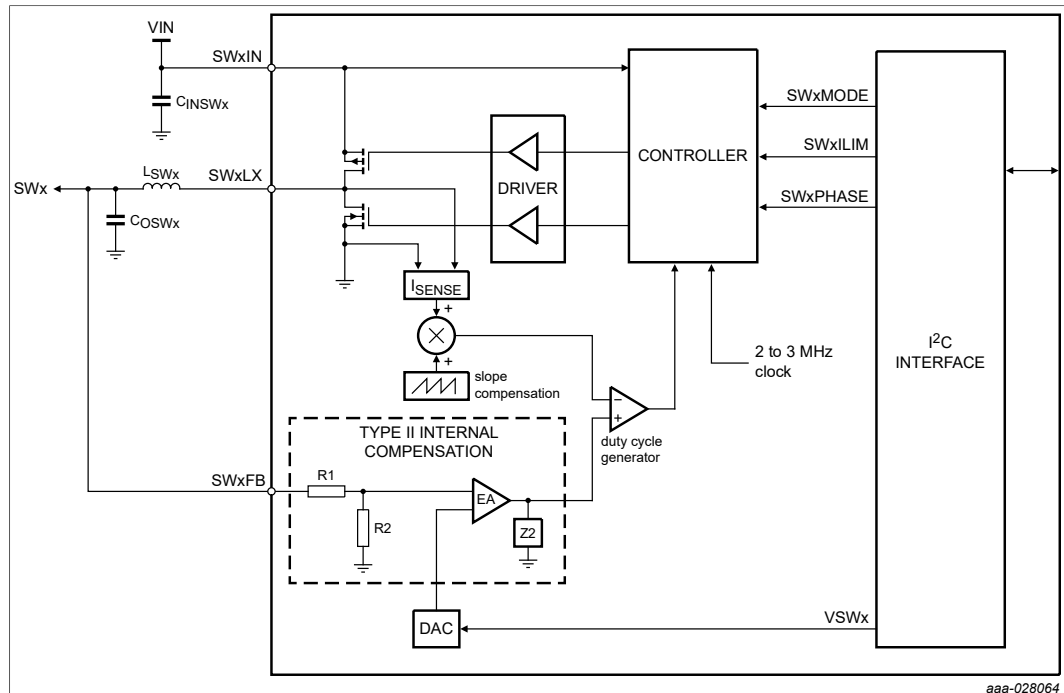 VIN
SWxIN
CINSWx
CONTROLLER
SWxMODE
SWxILIM
SWxPHASE
DRIVER
LSWx
SWxLX
SWx
COSWx
ISENSE
+
+
slope
compensation
2 to 3 MHz
clock
I2C
INTERFACE
−
+
duty cycle
generator
TYPE II INTERNAL
COMPENSATION
SWxFB
R1
R2
EA
Z2
DAC
VSWx
aaa-028064